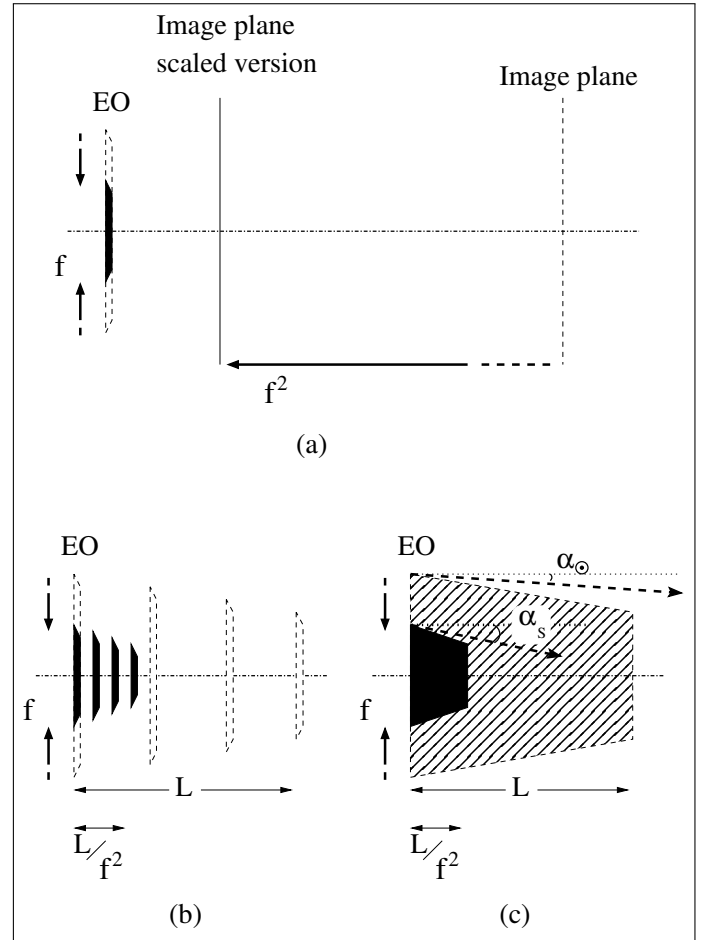 Image plane
scaled version
Image plane
EO
f
f²
(a)
EO
EO
α☉
αₛ
f
f
L
L
L/f²
L/f²
(b)
(c)